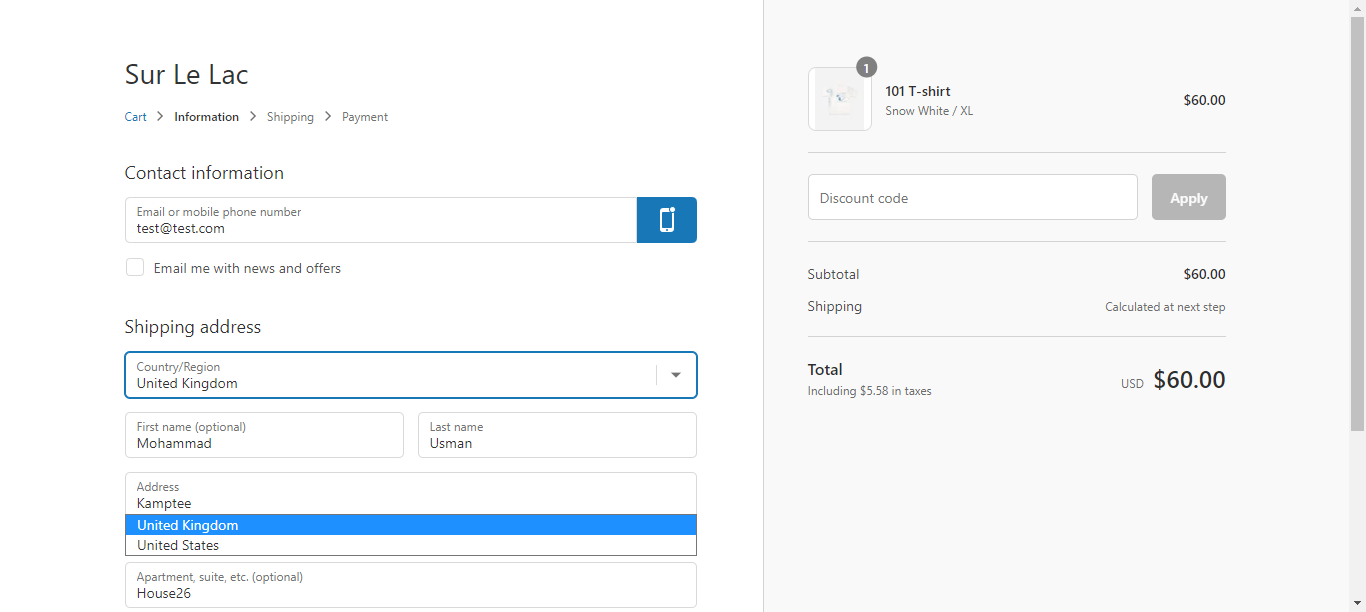 Sur Le Lac
Cart > Information > Shipping > Payment
Contact information
Email or mobile phone number
test@test.com
Email me with news and offers
Shipping address
Country/Region
United Kingdom
First name (optional)
Mohammad
Last name
Usman
Address
Kamptee
United Kingdom
United States
Apartment, suite, etc. (optional)
House26
1
101 T-shirt
Snow White / XL
$60.00
Discount code
Apply
Subtotal $60.00
Shipping Calculated at next step
Total
Including $5.58 in taxes
USD $60.00